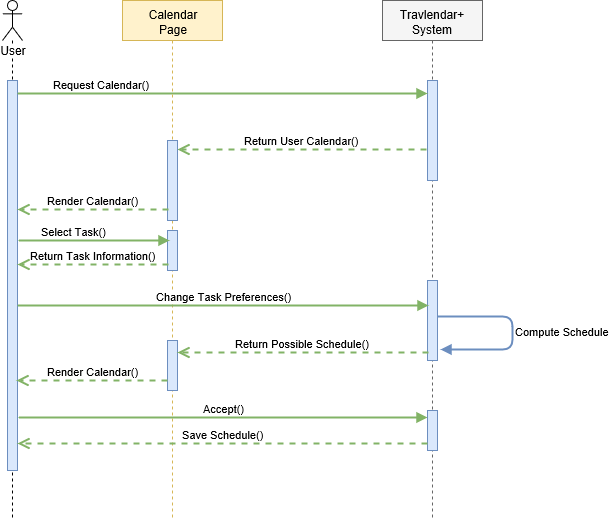 User
Calendar
Page
Travlendar+
System
Request Calendar()
Return User Calendar()
Render Calendar()
Select Task()
Return Task Information()
Change Task Preferences()
Compute Schedule
Return Possible Schedule()
Render Calendar()
Accept()
Save Schedule()